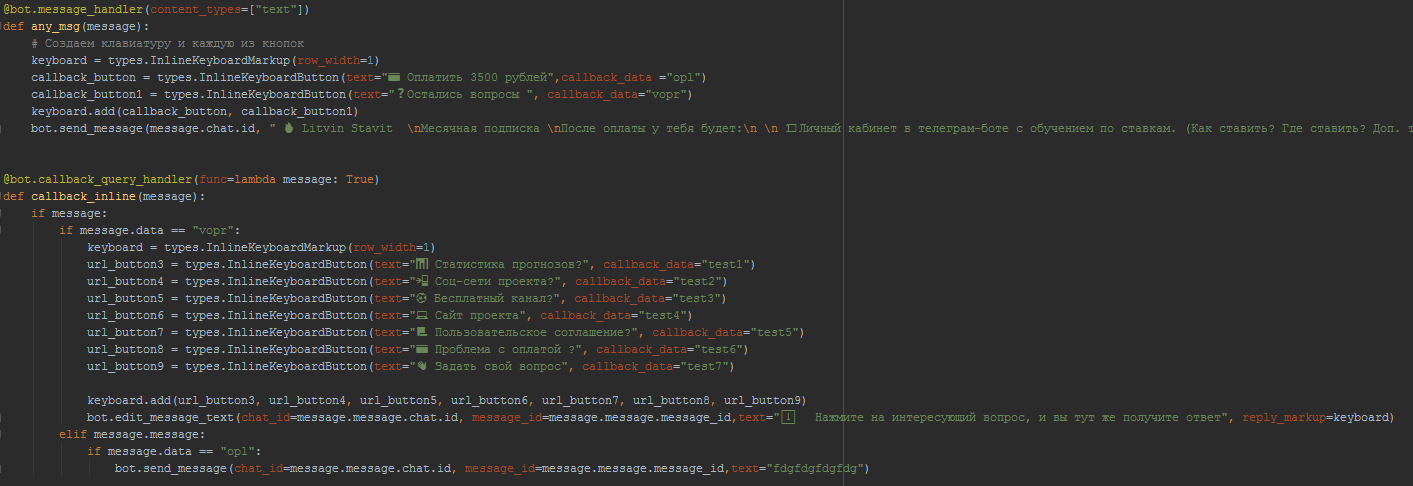 @bot.message_handler(content_types=["text"])
def any_msg(message):
# Создаем клавиатуру и каждую из кнопок
keyboard = types.InlineKeyboardMarkup(row_width=1)
callback_button = types.InlineKeyboardButton(text="💳 Оплатить 3500 рублей",callback_data ="opl")
callback_button1 = types.InlineKeyboardButton(text="❓Остались вопросы ", callback_data="vopr")
keyboard.add(callback_button, callback_button1)
bot.send_message(message.chat.id, " 💧 Litvin Stavit  \nМесячная подписка \nПосле оплаты у тебя будет:\n \n Личный кабинет в телеграм-боте с обучением по ставкам. (Как ставить? Где ставить? Доп.
@bot.callback_query_handler(func=lambda message: True)
def callback_inline(message):
if message:
if message.data == "vopr":
keyboard = types.InlineKeyboardMarkup(row_width=1)
url_button3 = types.InlineKeyboardButton(text="📊 Статистика прогнозов?", callback_data="test1")
url_button4 = types.InlineKeyboardButton(text="📲 Соц-сети проекта?", callback_data="test2")
url_button5 = types.InlineKeyboardButton(text="⚽ Бесплатный канал?", callback_data="test3")
url_button6 = types.InlineKeyboardButton(text="💻 Сайт проекта", callback_data="test4")
url_button7 = types.InlineKeyboardButton(text="📃 Пользовательское соглашение?", callback_data="test5")
url_button8 = types.InlineKeyboardButton(text="💳 Проблема с оплатой ?", callback_data="test6")
url_button9 = types.InlineKeyboardButton(text="👋 Задать свой вопрос", callback_data="test7")
keyboard.add(url_button3, url_button4, url_button5, url_button6, url_button7, url_button8, url_button9)
bot.edit_message_text(chat_id=message.message.chat.id, message_id=message.message.message_id,text="⬇ Нажмите на интересующий вопрос, и вы тут же получите ответ", reply_markup=keyboard)
elif message.message:
if message.data == "opl":
bot.send_message(chat_id=message.message.chat.id, message_id=message.message.message_id,text="fdgfdgfdgfdg")